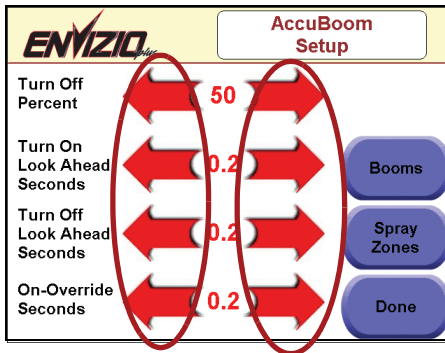 ENVIZIO plus
AccuBoom
Setup
Turn Off
Percent
50
Turn On
Look Ahead
Seconds
0.2
Booms
Turn Off
Look Ahead
Seconds
0.2
Spray
Zones
On-Override
Seconds
0.2
Done